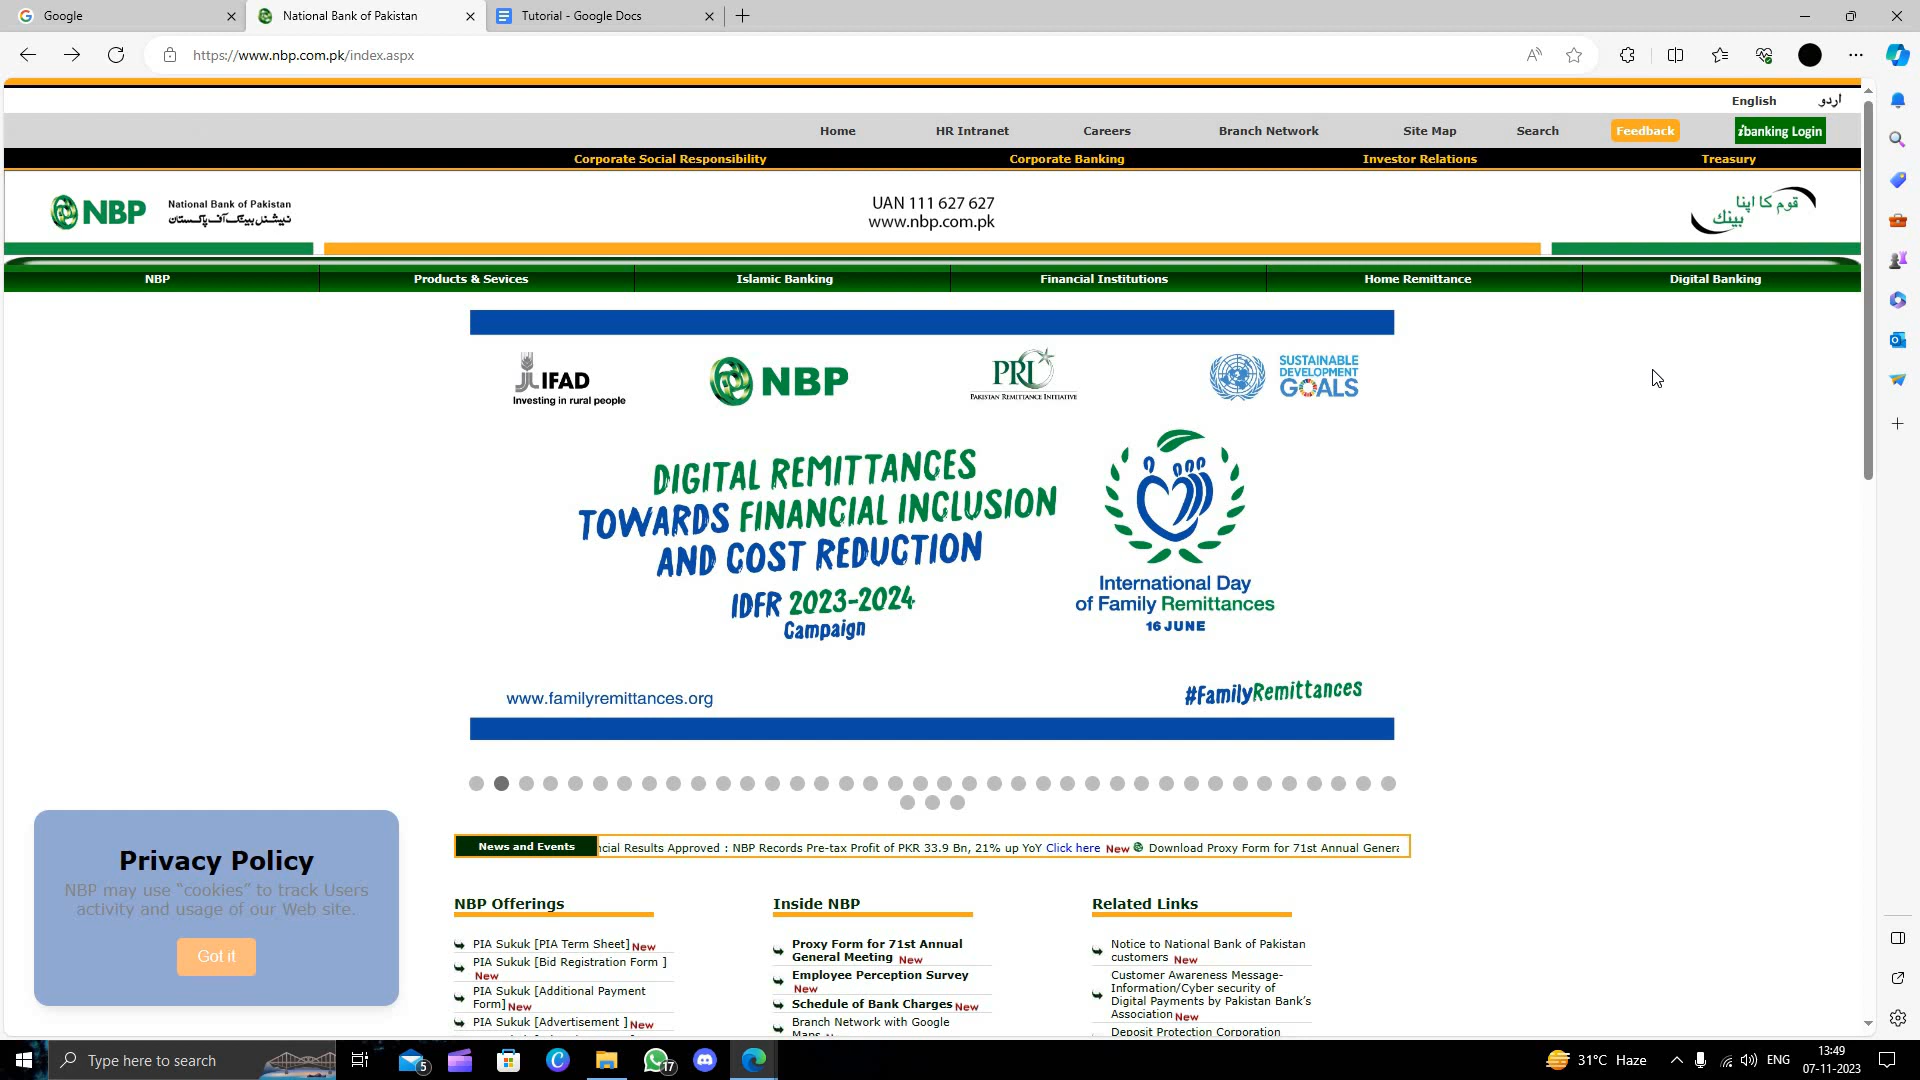 Google
National Bank of Pakistan
Tutorial - Google Docs
https://www.nbp.com.pk/index.aspx
English
اردو
Home
HR Intranet
Careers
Branch Network
Site Map
Search
Feedback
ibanking Login
Corporate Social Responsibility
Corporate Banking
Investor Relations
Treasury
NBP
National Bank of Pakistan
نیشنل بینک آف پاکستان
UAN 111 627 627
www.nbp.com.pk
قوم کا اپنا
بینک
NBP
Products & Sevices
Islamic Banking
Financial Institutions
Home Remittance
Digital Banking
IFAD
Investing in rural people
NBP
PRI
PAKISTAN REMITTANCE INITIATIVE
SUSTAINABLE
DEVELOPMENT
GOALS
DIGITAL REMITTANCES
TOWARDS FINANCIAL INCLUSION
AND COST REDUCTION
IDFR 2023-2024
Campaign
International Day
of Family Remittances
16 JUNE
www.familyremittances.org
#FamilyRemittances
News and Events
ncial Results Approved : NBP Records Pre-tax Profit of PKR 33.9 Bn, 21% up YoY Click here New Download Proxy Form for 71st Annual Genera
Privacy Policy
NBP may use “cookies” to track Users
activity and usage of our Web site.
Got it
NBP Offerings
PIA Sukuk [PIA Term Sheet] New
PIA Sukuk [Bid Registration Form ]
New
PIA Sukuk [Additional Payment
Form] New
PIA Sukuk [Advertisement ] New
Inside NBP
Proxy Form for 71st Annual
General Meeting New
Employee Perception Survey
New
Schedule of Bank Charges New
Branch Network with Google
Maps
Related Links
Notice to National Bank of Pakistan
customers New
Customer Awareness Message-
Information/Cyber security of
Digital Payments by Pakistan Bank’s
Association New
Deposit Protection Corporation
Type here to search
5
17
31°C Haze
ENG
13:49
07-11-2023